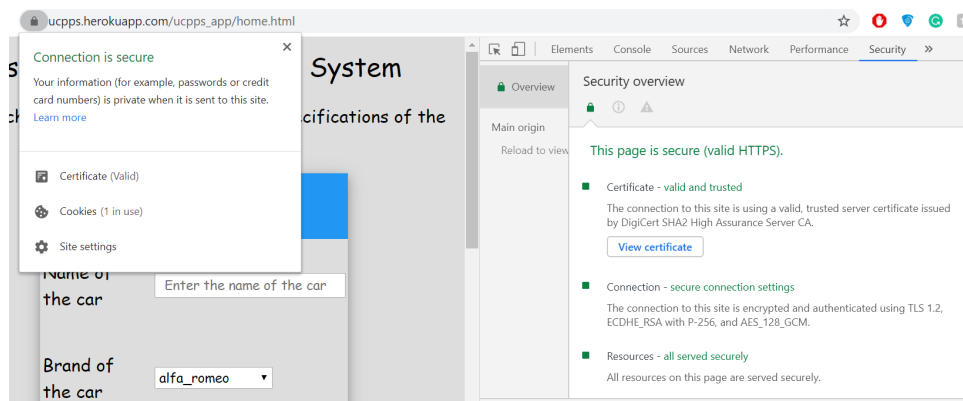 ucpps.herokuapp.com/ucpps_app/home.html
Connection is secure
Your information (for example, passwords or credit
card numbers) is private when it is sent to this site.
Learn more
Certificate (Valid)
Cookies (1 in use)
Site settings
System
cifications of the
Name of
the car
Enter the name of the car
Brand of
the car
alfa_romeo
Elements Console Sources Network Performance Security »
Overview
Main origin
Reload to view
Security overview
This page is secure (valid HTTPS).
Certificate - valid and trusted
The connection to this site is using a valid, trusted server certificate issued
by DigiCert SHA2 High Assurance Server CA.
View certificate
Connection - secure connection settings
The connection to this site is encrypted and authenticated using TLS 1.2,
ECDHE_RSA with P-256, and AES_128_GCM.
Resources - all served securely
All resources on this page are served securely.